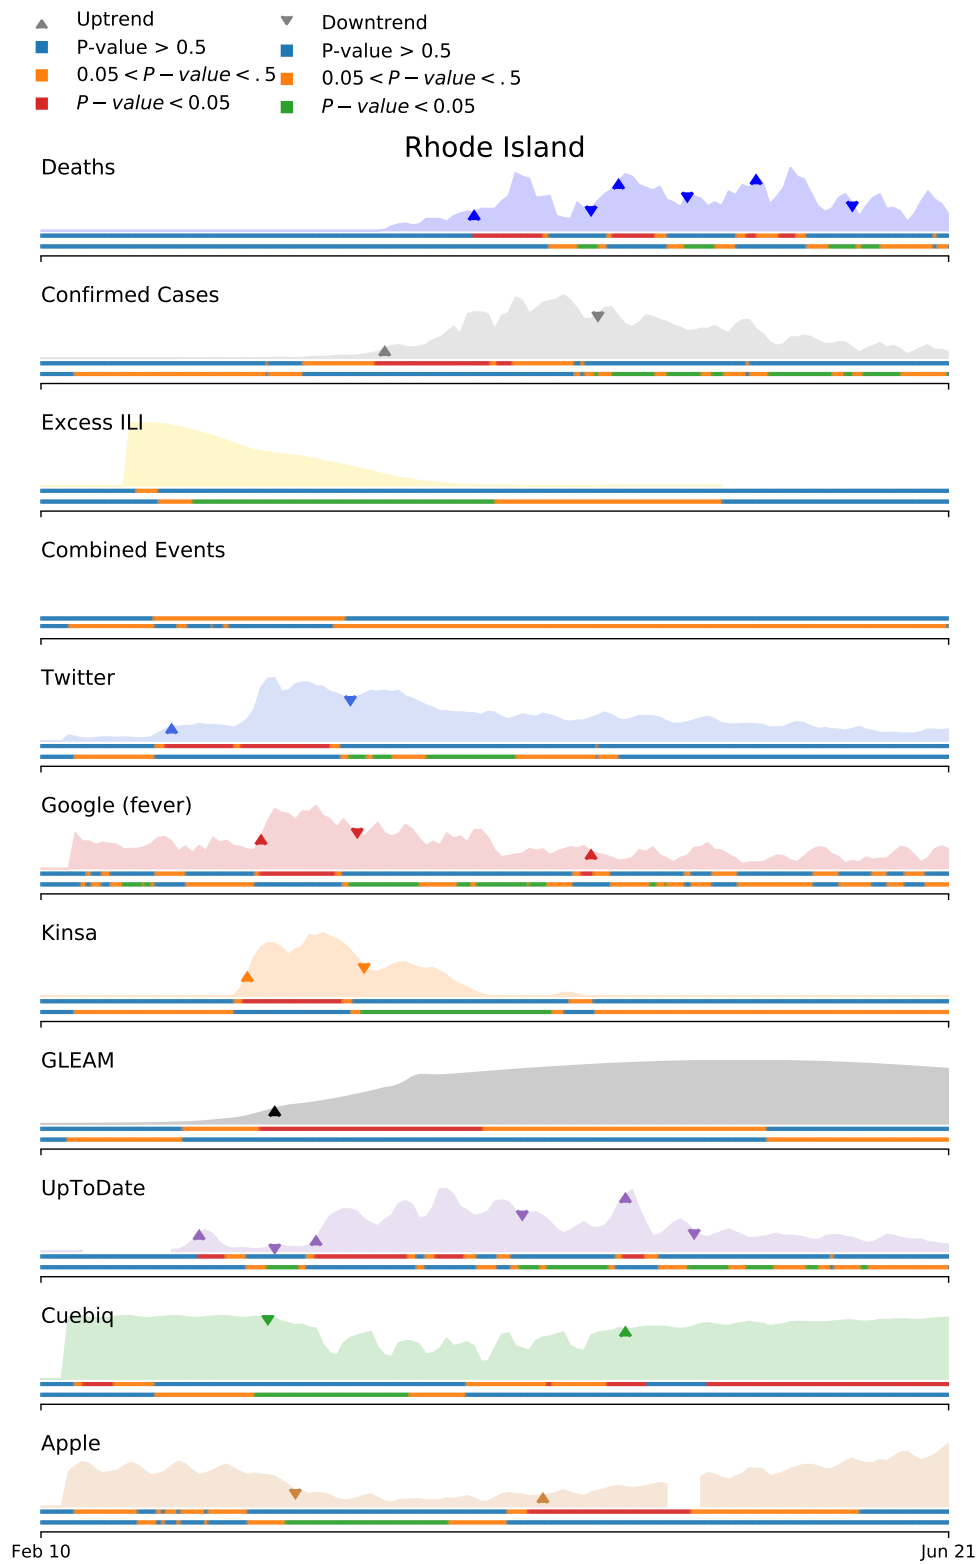 Uptrend
P-value > 0.5
0.05 < P − value < .5
P − value < 0.05
Downtrend
P-value > 0.5
0.05 < P − value < .5
P − value < 0.05
Rhode Island
Deaths
Confirmed Cases
Excess ILI
Combined Events
Twitter
Google (fever)
Kinsa
GLEAM
UpToDate
Cuebiq
Apple
Feb 10
Jun 21